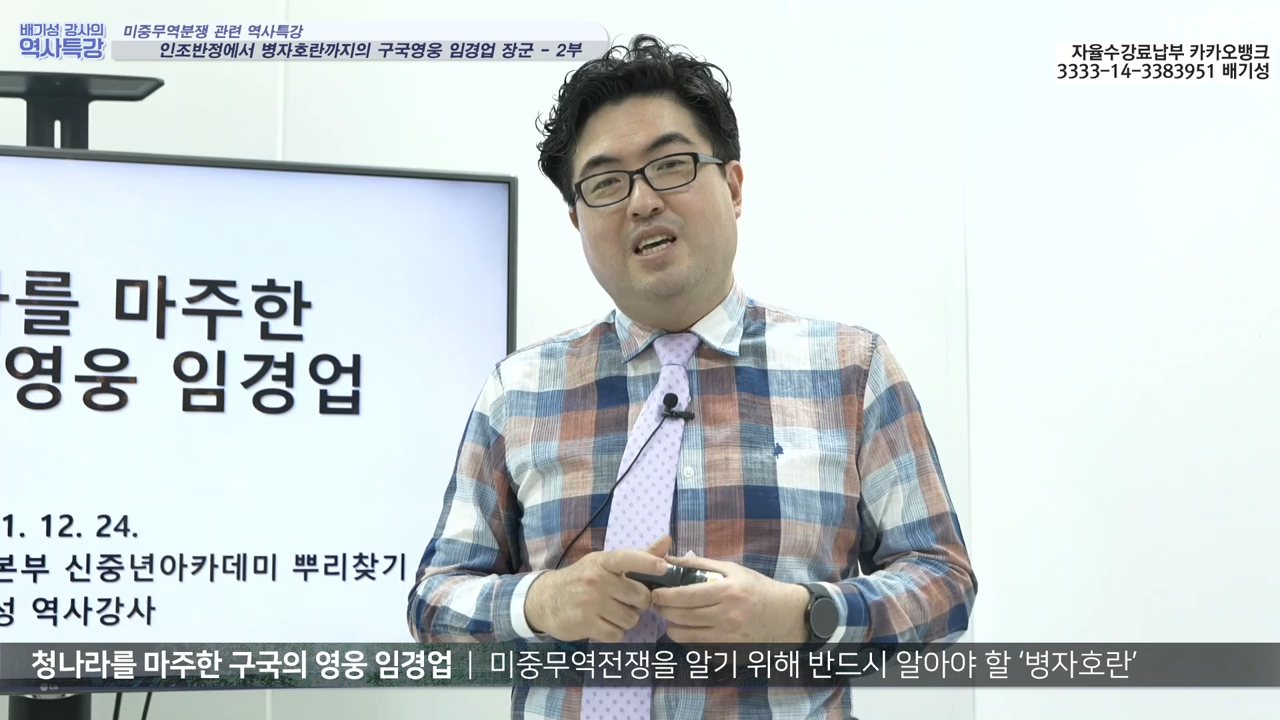 배기성 강사의
역사특강
미중무역분쟁 관련 역사특강
인조반정에서 병자호란까지의 구국영웅 임경업 장군 - 2부
자율수강료납부 카카오뱅크
3333-14-3383951 배기성
를 마주한
영웅 임경업
1. 12. 24.
본부 신중년아카데미 뿌리찾기
성 역사강사
청나라를 마주한 구국의 영웅 임경업 | 미중무역전쟁을 알기 위해 반드시 알아야 할 '병자호란'
LG